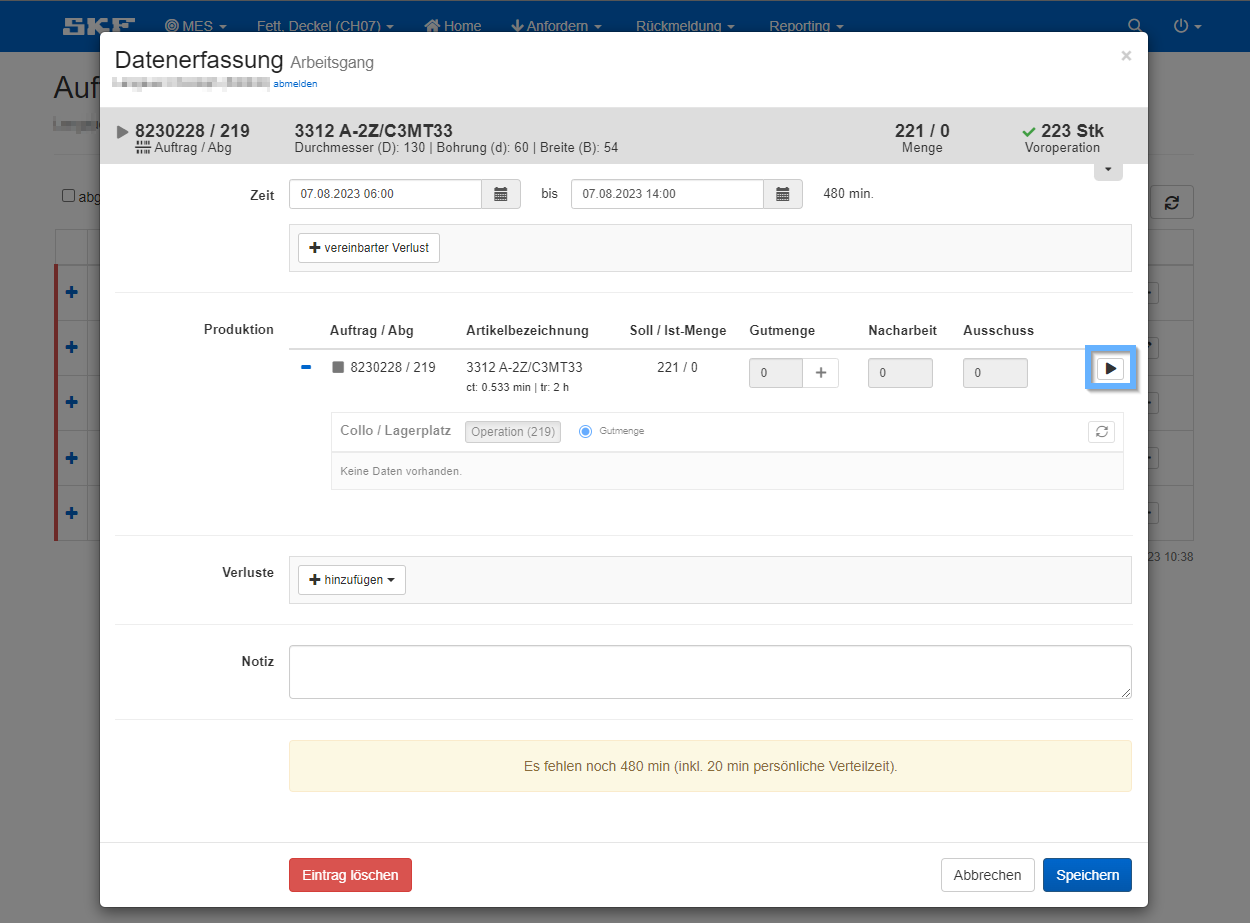 SKF MES Fett, Deckel (CH07) Home Anfordern Rückmeldung Reporting
Auf
Datenerfassung Arbeitsgang ×
abmelden
8230228 / 219 3312 A-2Z/C3MT33 221 / 0 223 Stk
Auftrag / Abg Durchmesser (D): 130 | Bohrung (d): 60 | Breite (B): 54 Menge Voroperation
abg
Zeit 07.08.2023 06:00 bis 07.08.2023 14:00 480 min.
vereinbarter Verlust
Produktion Auftrag / Abg Artikelbezeichnung Soll / Ist-Menge Gutmenge Nacharbeit Ausschuss
8230228 / 219 3312 A-2Z/C3MT33 221 / 0 0 + 0 0
ct: 0.533 min | tr: 2 h
Collo / Lagerplatz Operation (219) Gutmenge
Keine Daten vorhanden.
23 10:38
Verluste hinzufügen
Notiz
Es fehlen noch 480 min (inkl. 20 min persönliche Verteilzeit).
Eintrag löschen Abbrechen Speichern